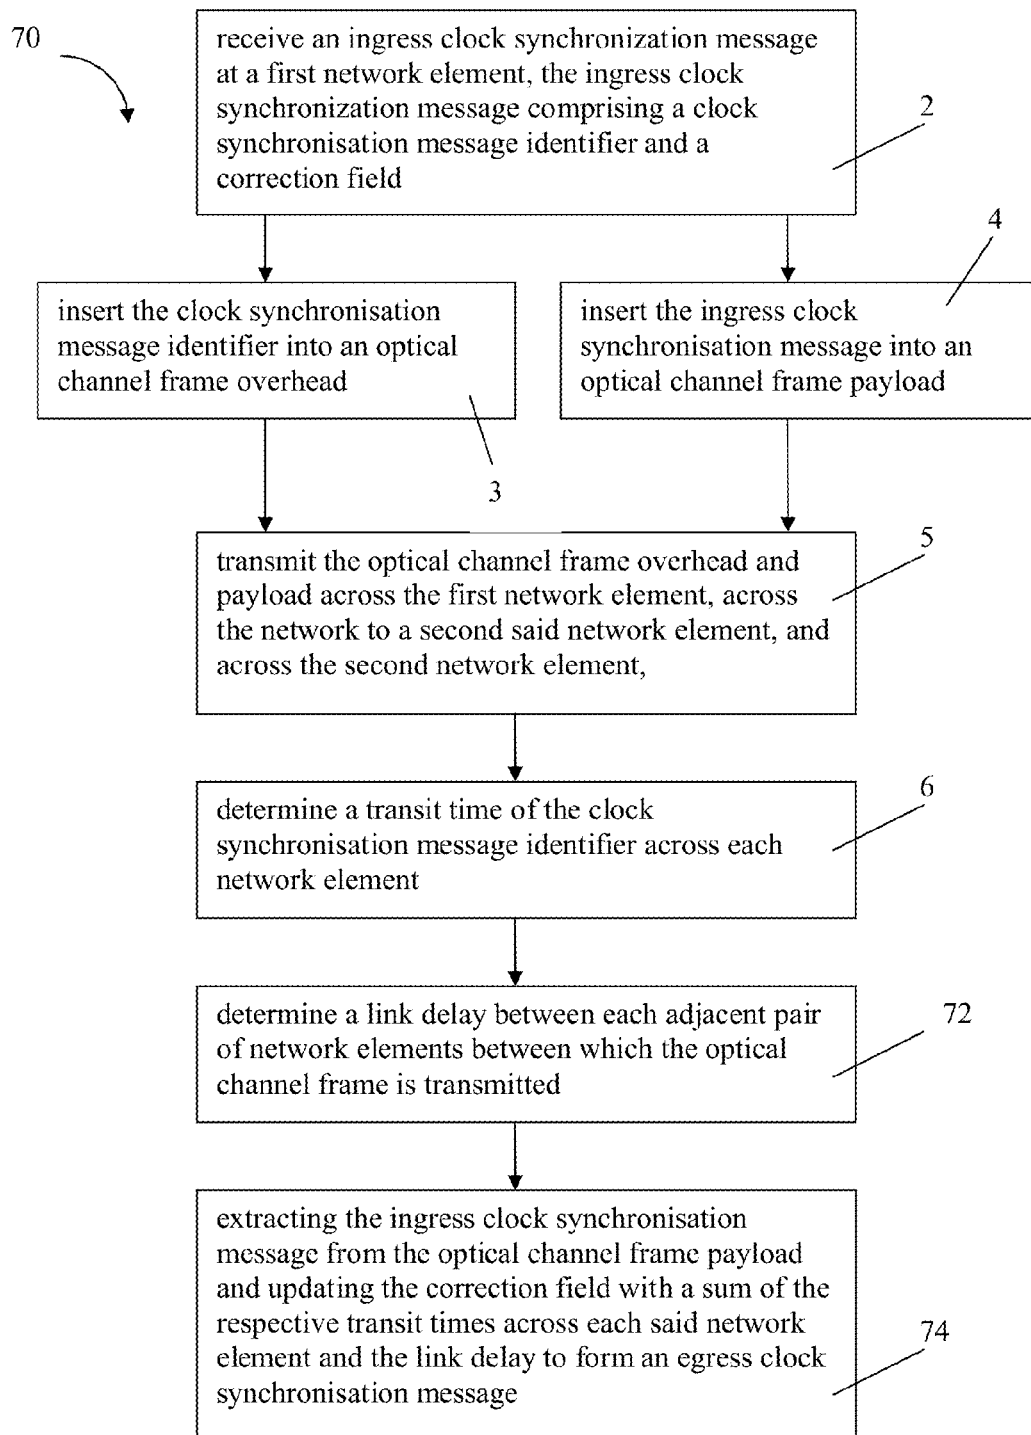 70
receive an ingress clock synchronization message
at a first network element, the ingress clock
synchronization message comprising a clock
synchronisation message identifier and a
correction field
2
4
insert the clock synchronisation
message identifier into an optical
channel frame overhead
insert the ingress clock
synchronisation message into an
optical channel frame payload
3
5
transmit the optical channel frame overhead and
payload across the first network element, across
the network to a second said network element, and
across the second network element,
6
determine a transit time of the clock
synchronisation message identifier across each
network element
72
determine a link delay between each adjacent pair
of network elements between which the optical
channel frame is transmitted
extracting the ingress clock synchronisation
message from the optical channel frame payload
and updating the correction field with a sum of the
respective transit times across each said network
element and the link delay to form an egress clock
synchronisation message
74